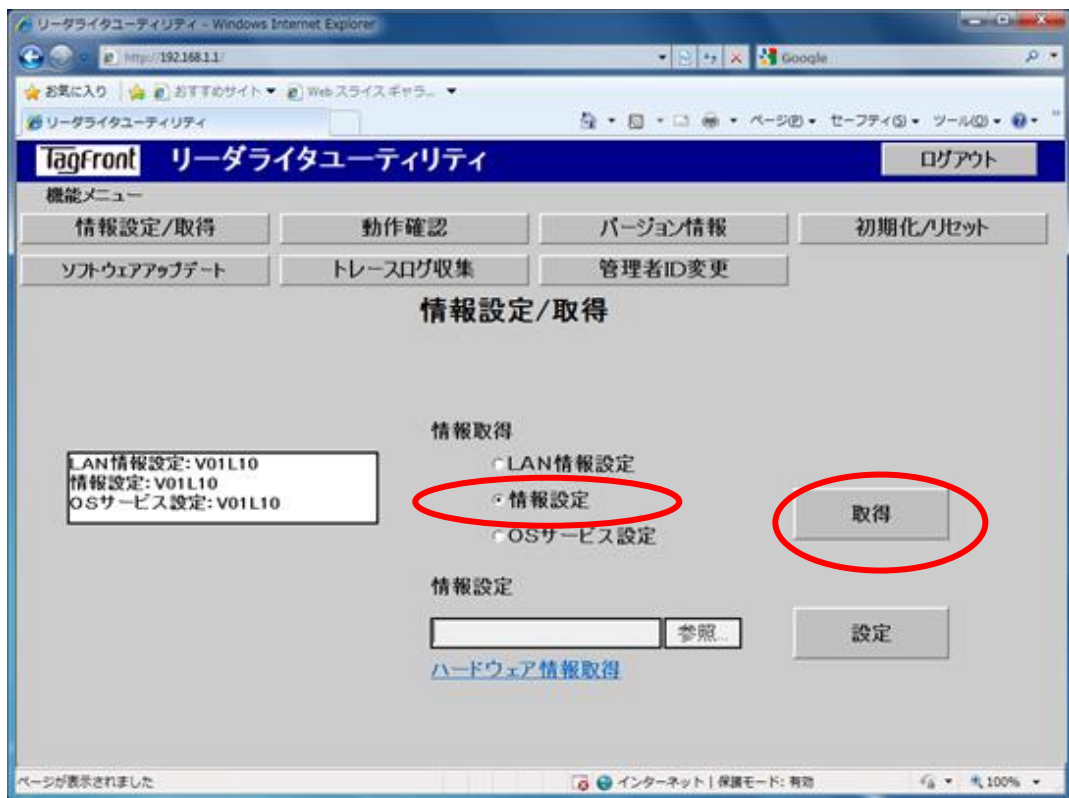 リーダライタユーティリティ - Windows Internet Explorer
http://192.168.1.1/
Google
お気に入り おすすめサイト Web スライス ギャラ...
リーダライタユーティリティ ページ(P) セーフティ(S) ツール(O)
TagFront リーダライタユーティリティ ログアウト
機能メニュー
情報設定/取得 動作確認 バージョン情報 初期化/リセット
ソフトウェアアップデート トレースログ収集 管理者ID変更
情報設定/取得
情報取得
LAN情報設定: V01L10
情報設定: V01L10
OSサービス設定: V01L10
LAN情報設定
情報設定
OSサービス設定
取得
情報設定
参照...
設定
ハードウェア情報取得
ページが表示されました インターネット | 保護モード: 有効 100%